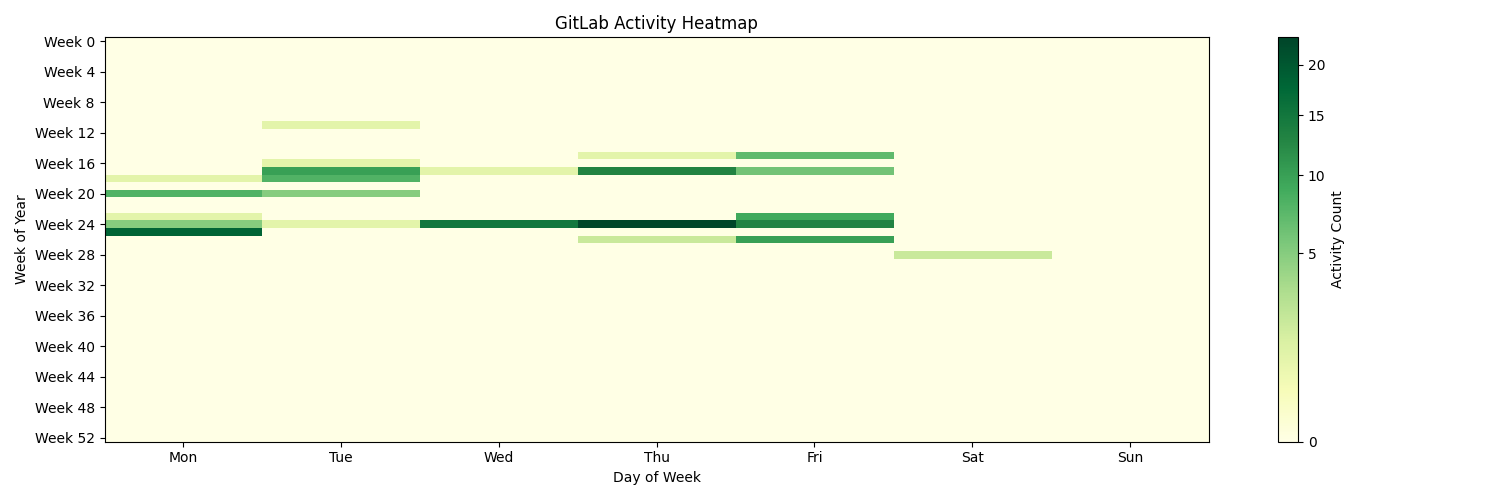 GitLab Activity Heatmap
Week 0
Week 4
Week 8
Week 12
Week 16
Week 20
Week 24
Week 28
Week 32
Week 36
Week 40
Week 44
Week 48
Week 52
Week of Year
Mon Tue Wed Thu Fri Sat Sun
Day of Week
20
15
10
5
0
Activity Count